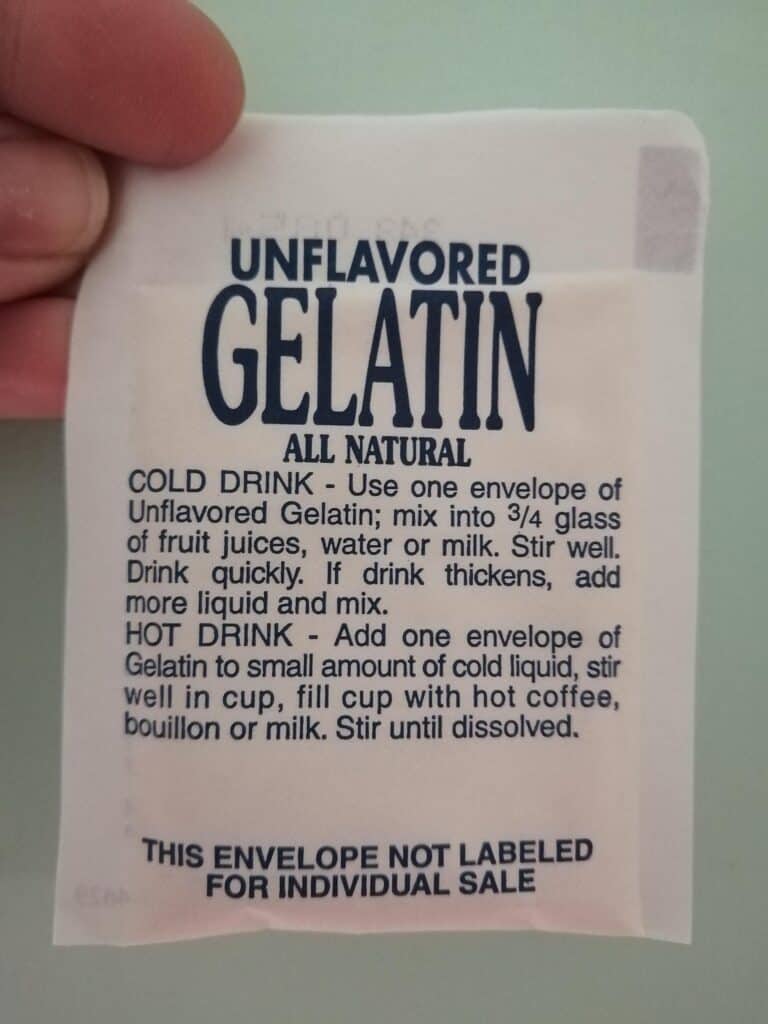 UNFLAVORED
GELATIN
ALL NATURAL
COLD DRINK - Use one envelope of
Unflavored Gelatin; mix into 3/4 glass
of fruit juices, water or milk. Stir well.
Drink quickly. If drink thickens, add
more liquid and mix.
HOT DRINK - Add one envelope of
Gelatin to small amount of cold liquid, stir
well in cup, fill cup with hot coffee,
bouillon or milk. Stir until dissolved.
THIS ENVELOPE NOT LABELED
FOR INDIVIDUAL SALE